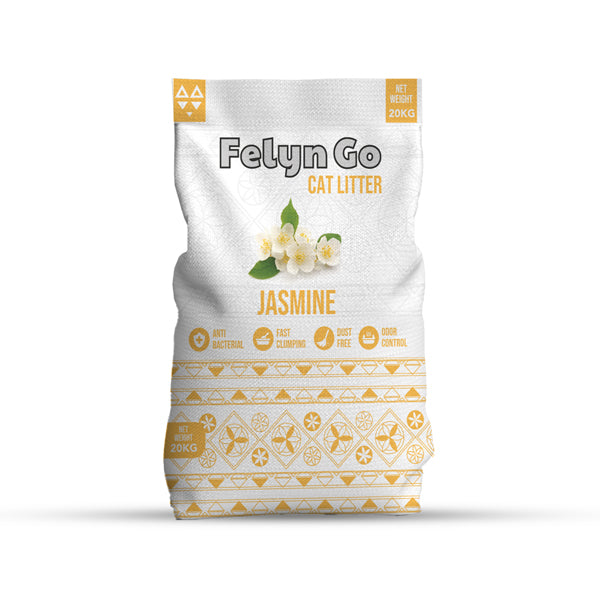 NET
WEIGHT
20KG
Felyn Go
CAT LITTER
JASMINE
ANTI
BACTERIAL
FAST
CLUMPING
DUST
FREE
ODOR
CONTROL
NET
WEIGHT
20KG